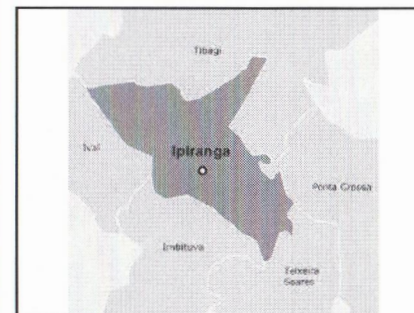 Tibagi
Ivaí
Ipiranga
Ponta Grossa
Imbituva
Teixeira
Soares